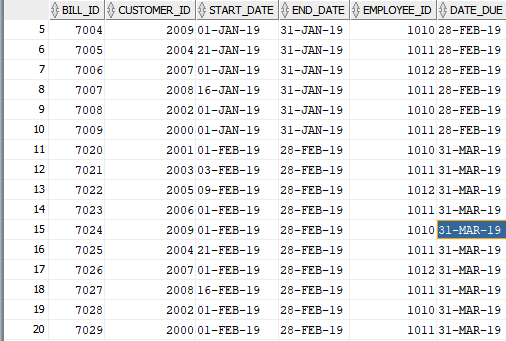 BILL_ID CUSTOMER_ID START_DATE END_DATE EMPLOYEE_ID DATE_DUE
5 7004 2009 01-JAN-19 31-JAN-19 1010 28-FEB-19
6 7005 2004 21-JAN-19 31-JAN-19 1011 28-FEB-19
7 7006 2007 01-JAN-19 31-JAN-19 1012 28-FEB-19
8 7007 2008 16-JAN-19 31-JAN-19 1011 28-FEB-19
9 7008 2002 01-JAN-19 31-JAN-19 1010 28-FEB-19
10 7009 2000 01-JAN-19 31-JAN-19 1011 28-FEB-19
11 7020 2001 01-FEB-19 28-FEB-19 1010 31-MAR-19
12 7021 2003 03-FEB-19 28-FEB-19 1011 31-MAR-19
13 7022 2005 09-FEB-19 28-FEB-19 1012 31-MAR-19
14 7023 2006 01-FEB-19 28-FEB-19 1011 31-MAR-19
15 7024 2009 01-FEB-19 28-FEB-19 1010 31-MAR-19
16 7025 2004 21-FEB-19 28-FEB-19 1011 31-MAR-19
17 7026 2007 01-FEB-19 28-FEB-19 1012 31-MAR-19
18 7027 2008 16-FEB-19 28-FEB-19 1011 31-MAR-19
19 7028 2002 01-FEB-19 28-FEB-19 1010 31-MAR-19
20 7029 2000 01-FEB-19 28-FEB-19 1011 31-MAR-19